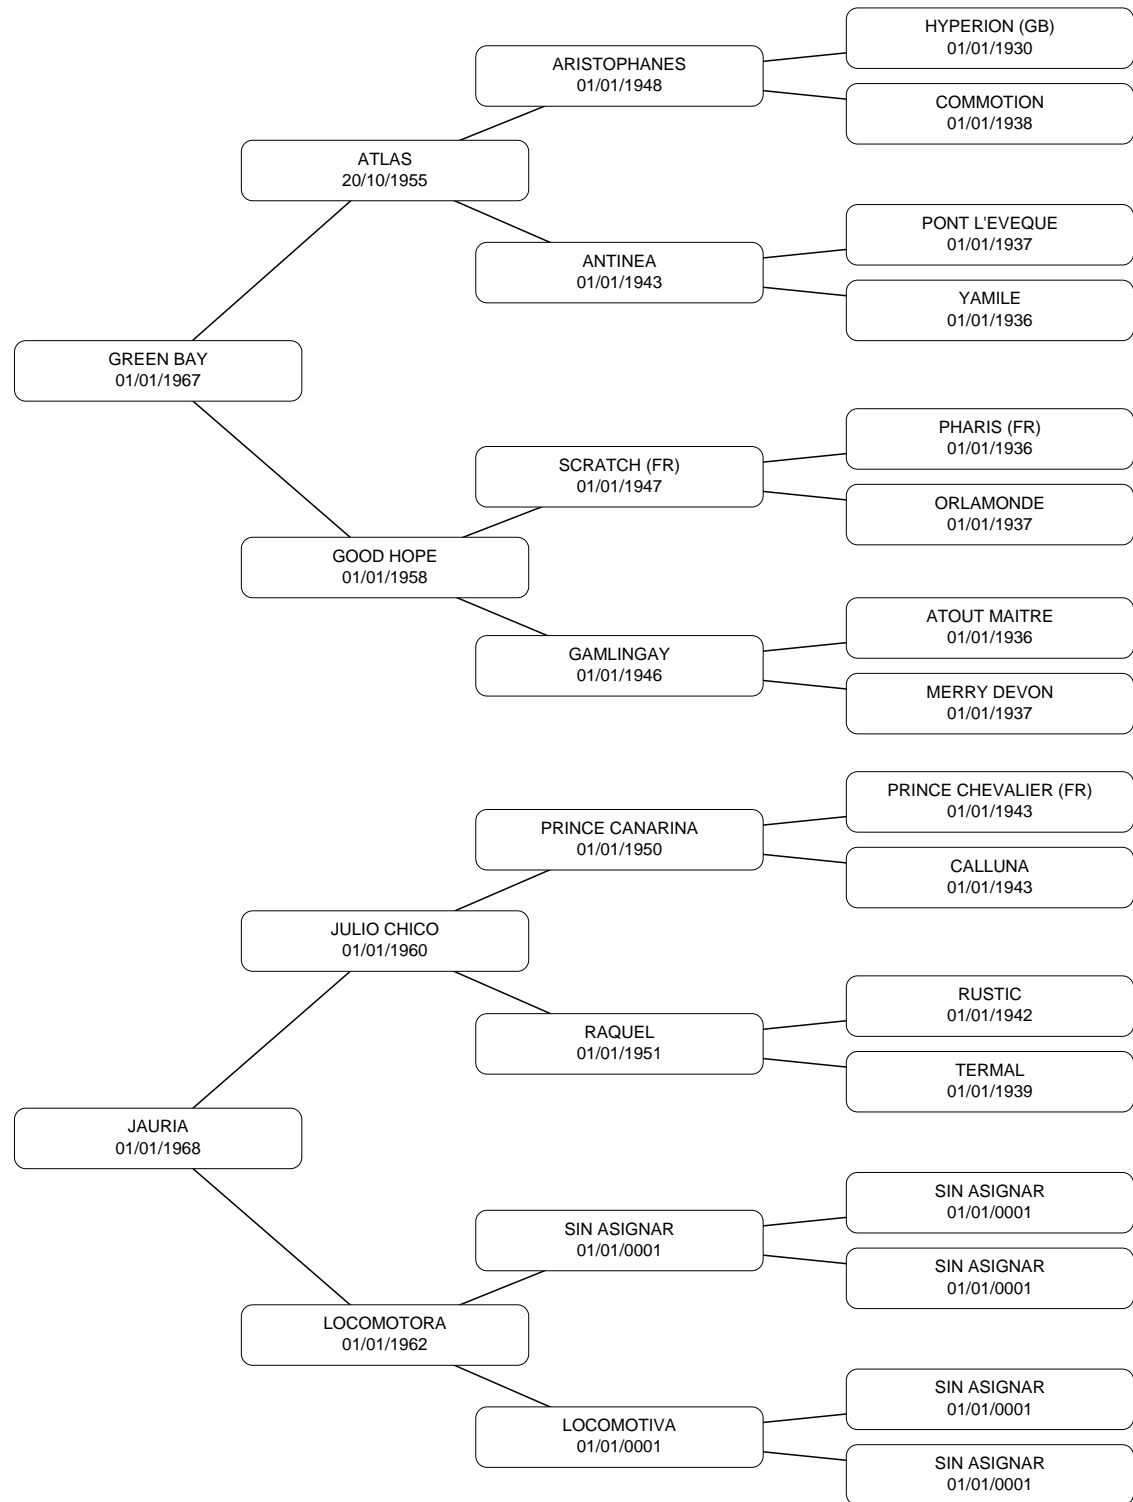 HYPERION (GB)
01/01/1930
ARISTOPHANES
01/01/1948
COMMOTION
01/01/1938
ATLAS
20/10/1955
PONT L'EVEQUE
01/01/1937
ANTINEA
01/01/1943
YAMILE
01/01/1936
GREEN BAY
01/01/1967
PHARIS (FR)
01/01/1936
SCRATCH (FR)
01/01/1947
ORLAMONDE
01/01/1937
GOOD HOPE
01/01/1958
ATOUT MAITRE
01/01/1936
GAMLINGAY
01/01/1946
MERRY DEVON
01/01/1937
PRINCE CHEVALIER (FR)
01/01/1943
PRINCE CANARINA
01/01/1950
CALLUNA
01/01/1943
JULIO CHICO
01/01/1960
RUSTIC
01/01/1942
RAQUEL
01/01/1951
TERMAL
01/01/1939
JAURIA
01/01/1968
SIN ASIGNAR
01/01/0001
SIN ASIGNAR
01/01/0001
SIN ASIGNAR
01/01/0001
LOCOMOTORA
01/01/1962
SIN ASIGNAR
01/01/0001
LOCOMOTIVA
01/01/0001
SIN ASIGNAR
01/01/0001